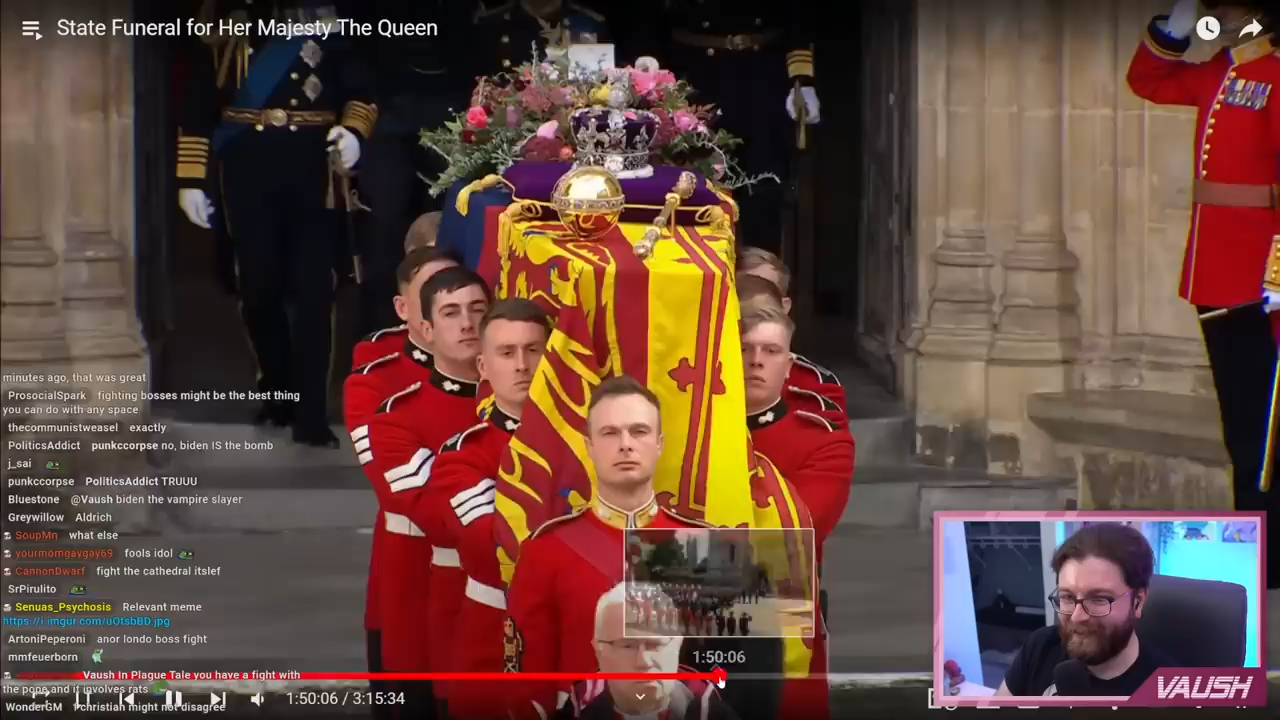 State Funeral for Her Majesty The Queen
minutes ago, that was great
ProsocialSpark fighting bosses might be the best thing
you can do with any space
thecommunistweasel exactly
PoliticsAddict punkccorpse no, biden IS the bomb
j_sai
punkccorpse PoliticsAddict TRUUU
Bluestone @Vaush biden the vampire slayer
Greywillow Aldrich
SoupMn what else
yourmomgaygay69 fools idol
CannonDwarf fight the cathedral itslef
SrPirulito
Senuas_Psychosis Relevant meme
https://i.imgur.com/uOtsbBD.jpg
ArtoniPeperoni anor londo boss fight
mmfeuerborn
Vaush In Plague Tale you have a fight with
the pope and it involves rats
WonderGM christian might not disagree
1:50:06
1:50:06 / 3:15:34
VAUSH